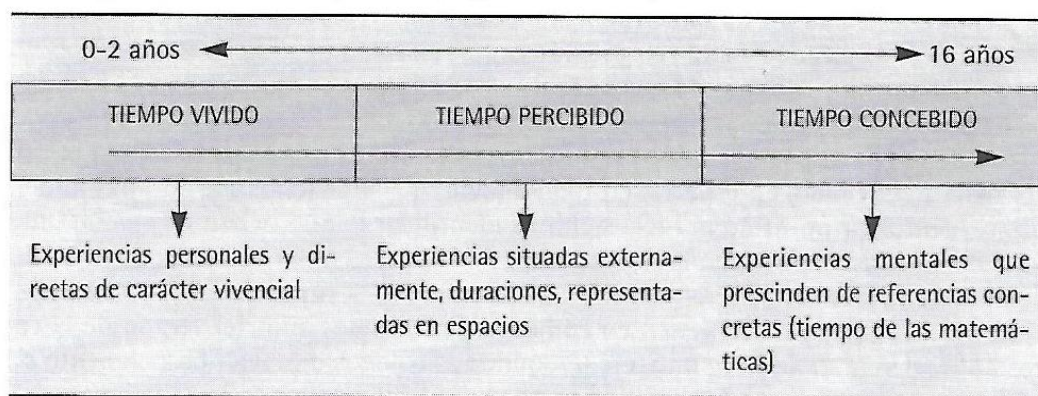 0-2 años
16 años
TIEMPO VIVIDO
TIEMPO PERCIBIDO
TIEMPO CONCEBIDO
Experiencias personales y di-
rectas de carácter vivencial
Experiencias situadas externa-
mente, duraciones, representa-
das en espacios
Experiencias mentales que
prescinden de referencias con-
cretas (tiempo de las matemá-
ticas)